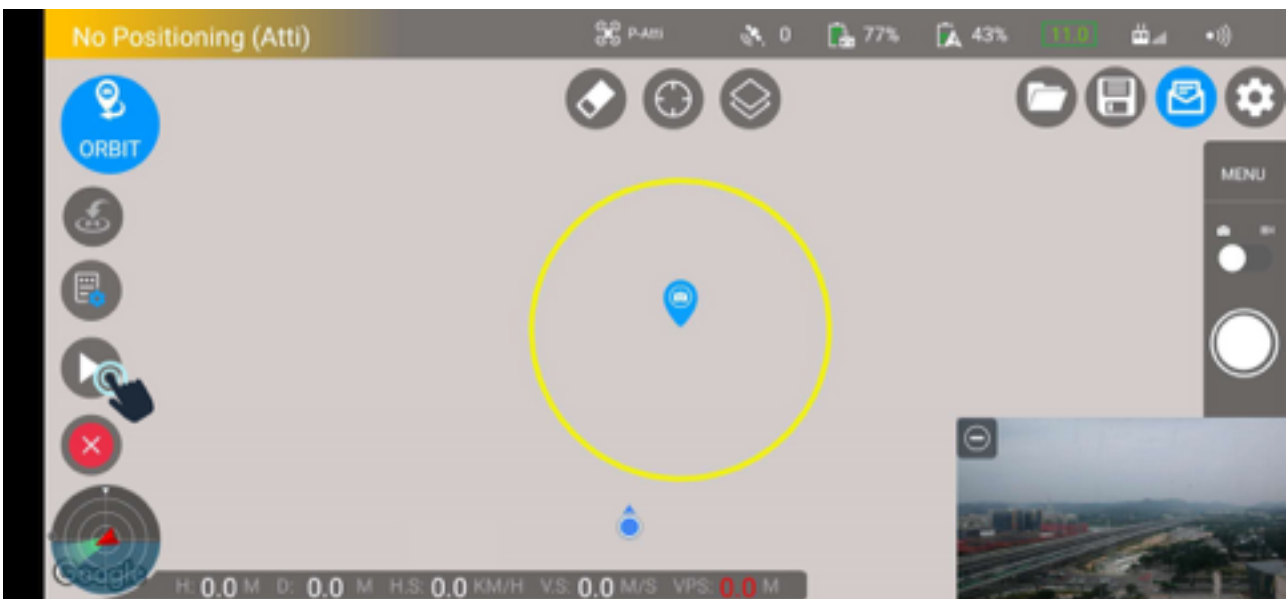 No Positioning (Atti)
P-Atti
0
77%
43%
11.0
ORBIT
MENU
Google
H: 0.0 M D: 0.0 M H.S: 0.0 KM/H V.S: 0.0 M/S VPS: 0.0 M